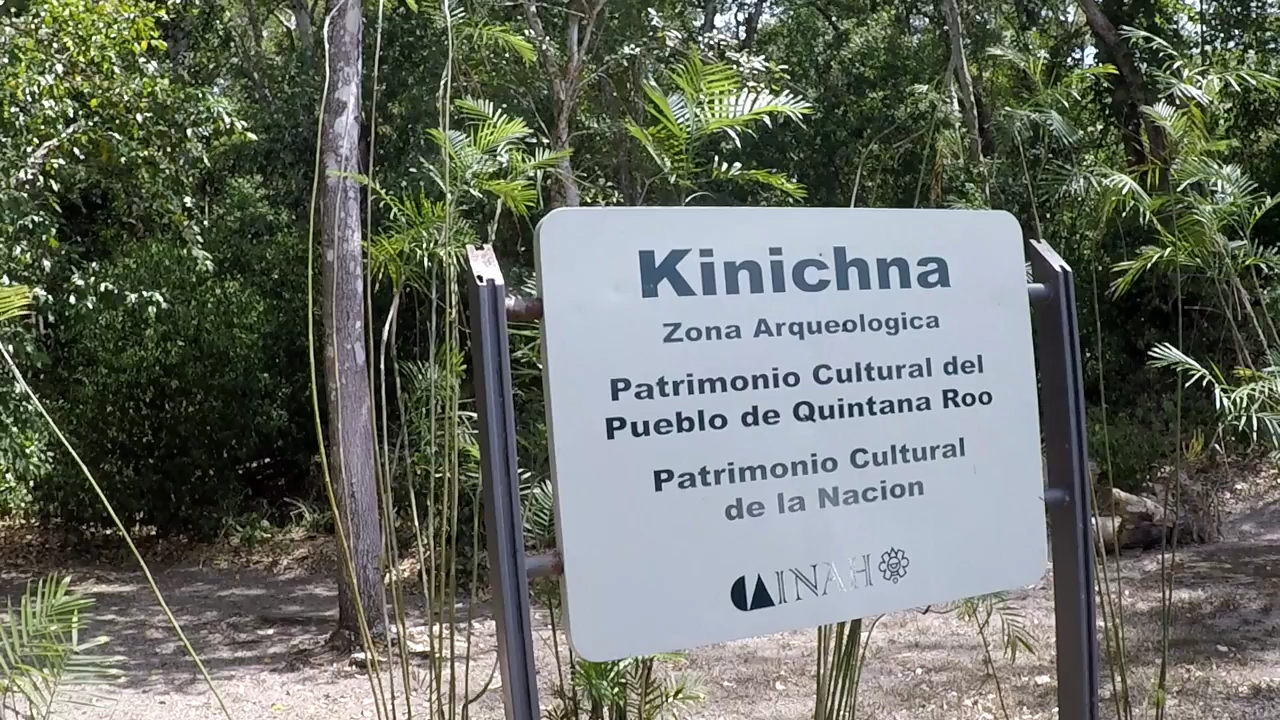 Kinichna
Zona Arqueologica
Patrimonio Cultural del
Pueblo de Quintana Roo
Patrimonio Cultural
de la Nacion
INAH